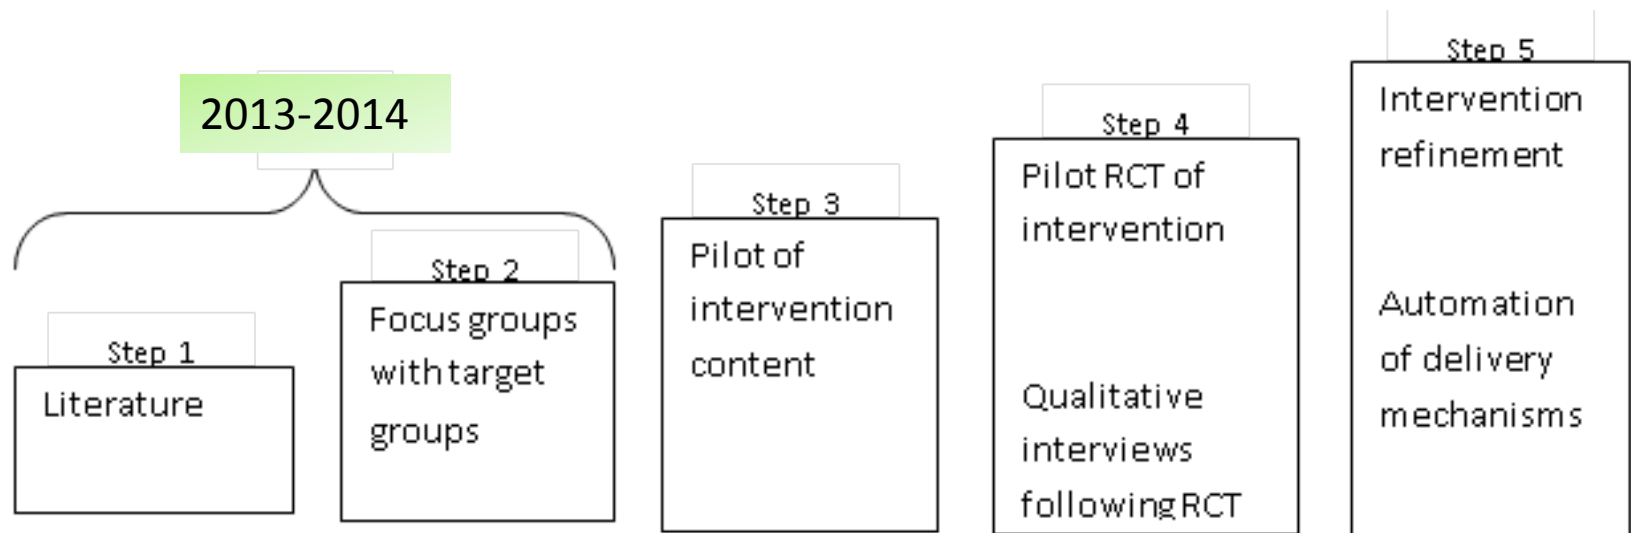 2013-2014
Step 1
Literature
Step 2
Focus groups
with target
groups
Step 3
Pilot of
intervention
content
Step 4
Pilot RCT of
intervention
Qualitative
interviews
following RCT
Step 5
Intervention
refinement
Automation
of delivery
mechanisms